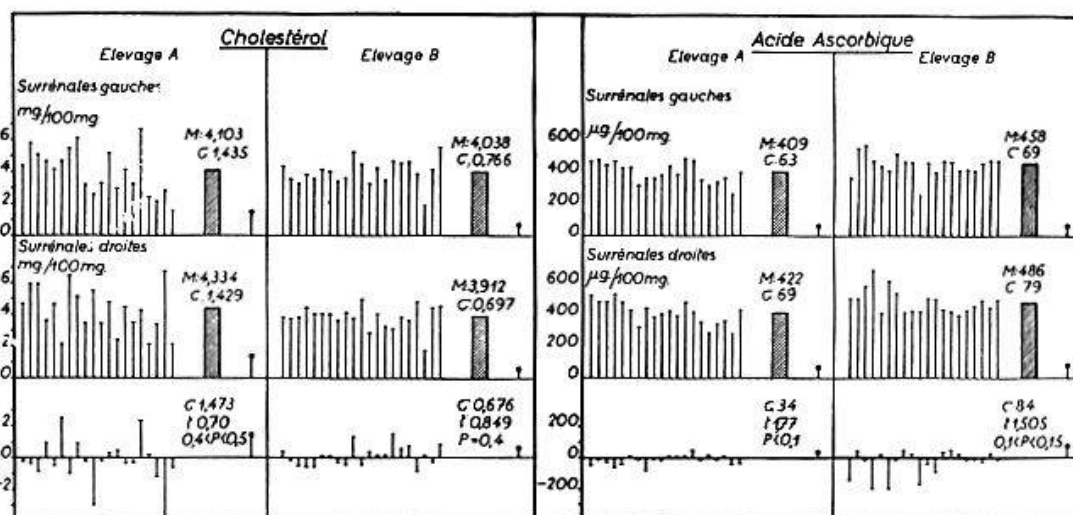 Cholestérol
Elevage A
Elevage B
Surrénales gauches
mg/100mg
6
4
2
0
M:4,103
C:1,435
M:4,038
C:0,766
Surrénales droites
mg/100mg.
6
4
2
0
M:4,334
C:1,429
M:3,912
C:0,697
2
0
-2
C 1,473
t 0,70
0,4<P<0,5
C 0,676
t 0,849
P=0,4
Acide Ascorbique
Elevage A
Elevage B
Surrénales gauches
µg/100mg.
600
400
200
0
M:409
C:63
M:458
C 69
Surrénales droites
µg/100mg.
600
400
200
0
M:422
C 69
M:486
C 79
200
0
-200
C 34
t 1,77
P<0,1
C 84
t 1,505
0,1<P<0,15